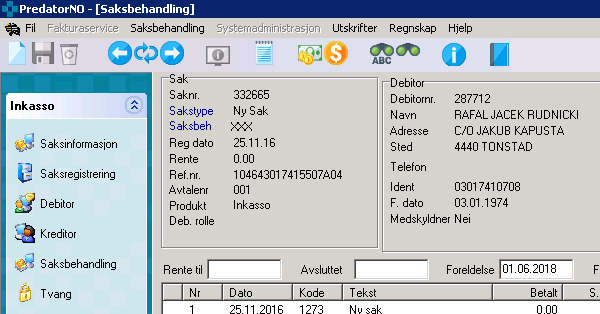 PredatorNO - [Saksbehandling]
Fil Fakturaservice Saksbehandling Systemadministrasjon Utskrifter Regnskap Hjelp
ABC
Inkasso
Saksinformasjon
Saksregistrering
Debitor
Kreditor
Saksbehandling
Tvang
Sak
Saknr. 332665
Sakstype Ny Sak
Saksbeh XXX
Reg dato 25.11.16
Rente 0.00
Ref.nr. 104643017415507A04
Avtalenr 001
Produkt Inkasso
Deb. rolle
Debitor
Debitornr. 287712
Navn RAFAL JACEK RUDNICKI
Adresse C/O JAKUB KAPUSTA
Sted 4440 TONSTAD
Telefon
Ident 03017410708
F. dato 03.01.1974
Medskyldner Nei
Rente til Avsluttet Foreldelse 01.06.2018 F
Nr Dato Kode Tekst Betalt S.
1 25.11.2016 1273 Ny sak 0.00